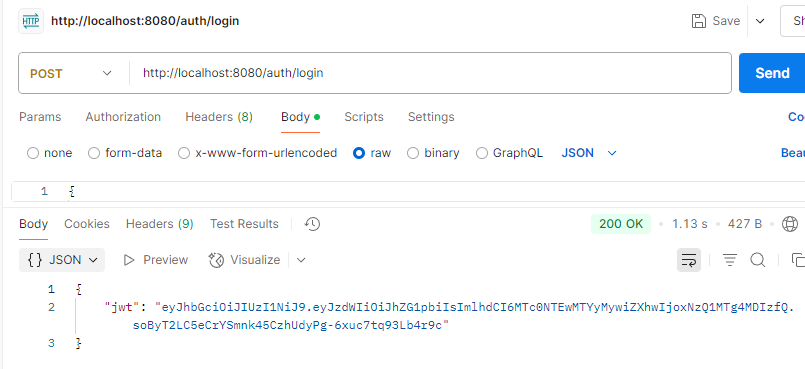 HTTP http://localhost:8080/auth/login Save Sh
POST http://localhost:8080/auth/login Send
Params Authorization Headers (8) Body Scripts Settings Co
none form-data x-www-form-urlencoded raw binary GraphQL JSON Beau
1 {
Body Cookies Headers (9) Test Results 200 OK 1.13 s 427 B
{} JSON Preview Visualize
1 {
2 "jwt": "eyJhbGciOiJIUzI1NiJ9.eyJzdWIiOiJhZG1pbiIsImlhdCI6MTc0NTEwMTYyMywiZXhwIjoxNzQ1MTg4MDIzfQ.
soByT2LC5eCrYSmnk45CzhUdyPg-6xuc7tq93Lb4r9c"
3 }